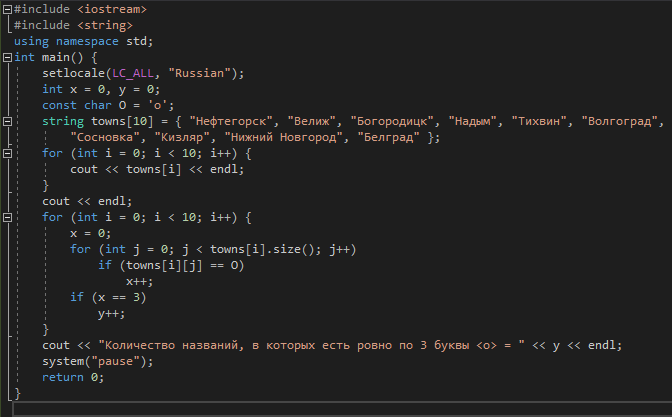 #include <iostream>
#include <string>
using namespace std;
int main() {
setlocale(LC_ALL, "Russian");
int x = 0, y = 0;
const char O = 'о';
string towns[10] = { "Нефтегорск", "Велиж", "Богородицк", "Надым", "Тихвин", "Волгоград",
"Сосновка", "Кизляр", "Нижний Новгород", "Белград" };
for (int i = 0; i < 10; i++) {
cout << towns[i] << endl;
}
cout << endl;
for (int i = 0; i < 10; i++) {
x = 0;
for (int j = 0; j < towns[i].size(); j++)
if (towns[i][j] == O)
x++;
if (x == 3)
y++;
}
cout << "Количество названий, в которых есть ровно по 3 буквы <о> = " << y << endl;
system("pause");
return 0;
}